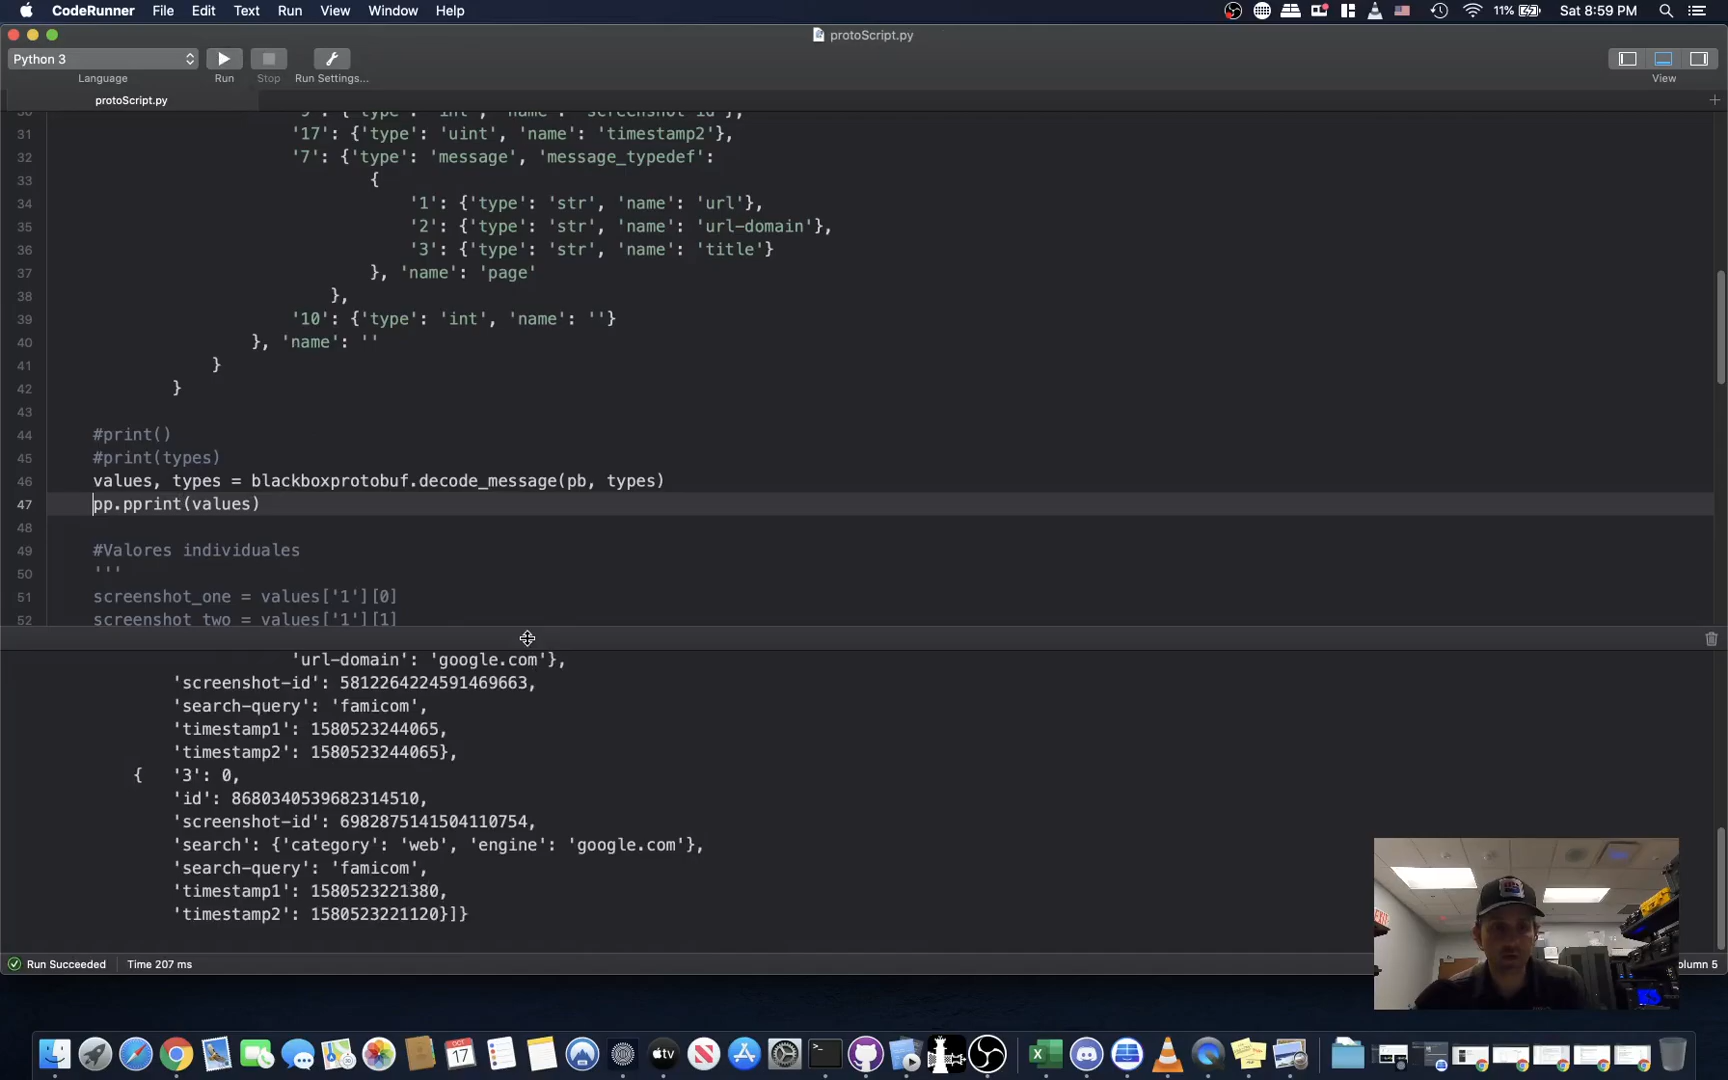 CodeRunner File Edit Text Run View Window Help 11% Sat 8:59 PM
protoScript.py
Python 3
Language Run Stop Run Settings... View
protoScript.py
31 '17': {'type': 'uint', 'name': 'timestamp2'},
32 '7': {'type': 'message', 'message_typedef':
33 {
34 '1': {'type': 'str', 'name': 'url'},
35 '2': {'type': 'str', 'name': 'url-domain'},
36 '3': {'type': 'str', 'name': 'title'}
37 }, 'name': 'page'
38 },
39 '10': {'type': 'int', 'name': ''}
40 }, 'name': ''
41 }
42 }
43
44 #print()
45 #print(types)
46 values, types = blackboxprotobuf.decode_message(pb, types)
47 pp.pprint(values)
48
49 #Valores individuales
50 '''
51 screenshot_one = values['1'][0]
52 screenshot_two = values['1'][1]
'url-domain': 'google.com'},
'screenshot-id': 5812264224591469663,
'search-query': 'famicom',
'timestamp1': 1580523244065,
'timestamp2': 1580523244065},
{ '3': 0,
'id': 8680340539682314510,
'screenshot-id': 6982875141504110754,
'search': {'category': 'web', 'engine': 'google.com'},
'search-query': 'famicom',
'timestamp1': 1580523221380,
'timestamp2': 1580523221120}]}
Run Succeeded Time 207 ms olumn 5
OCT
17
tv